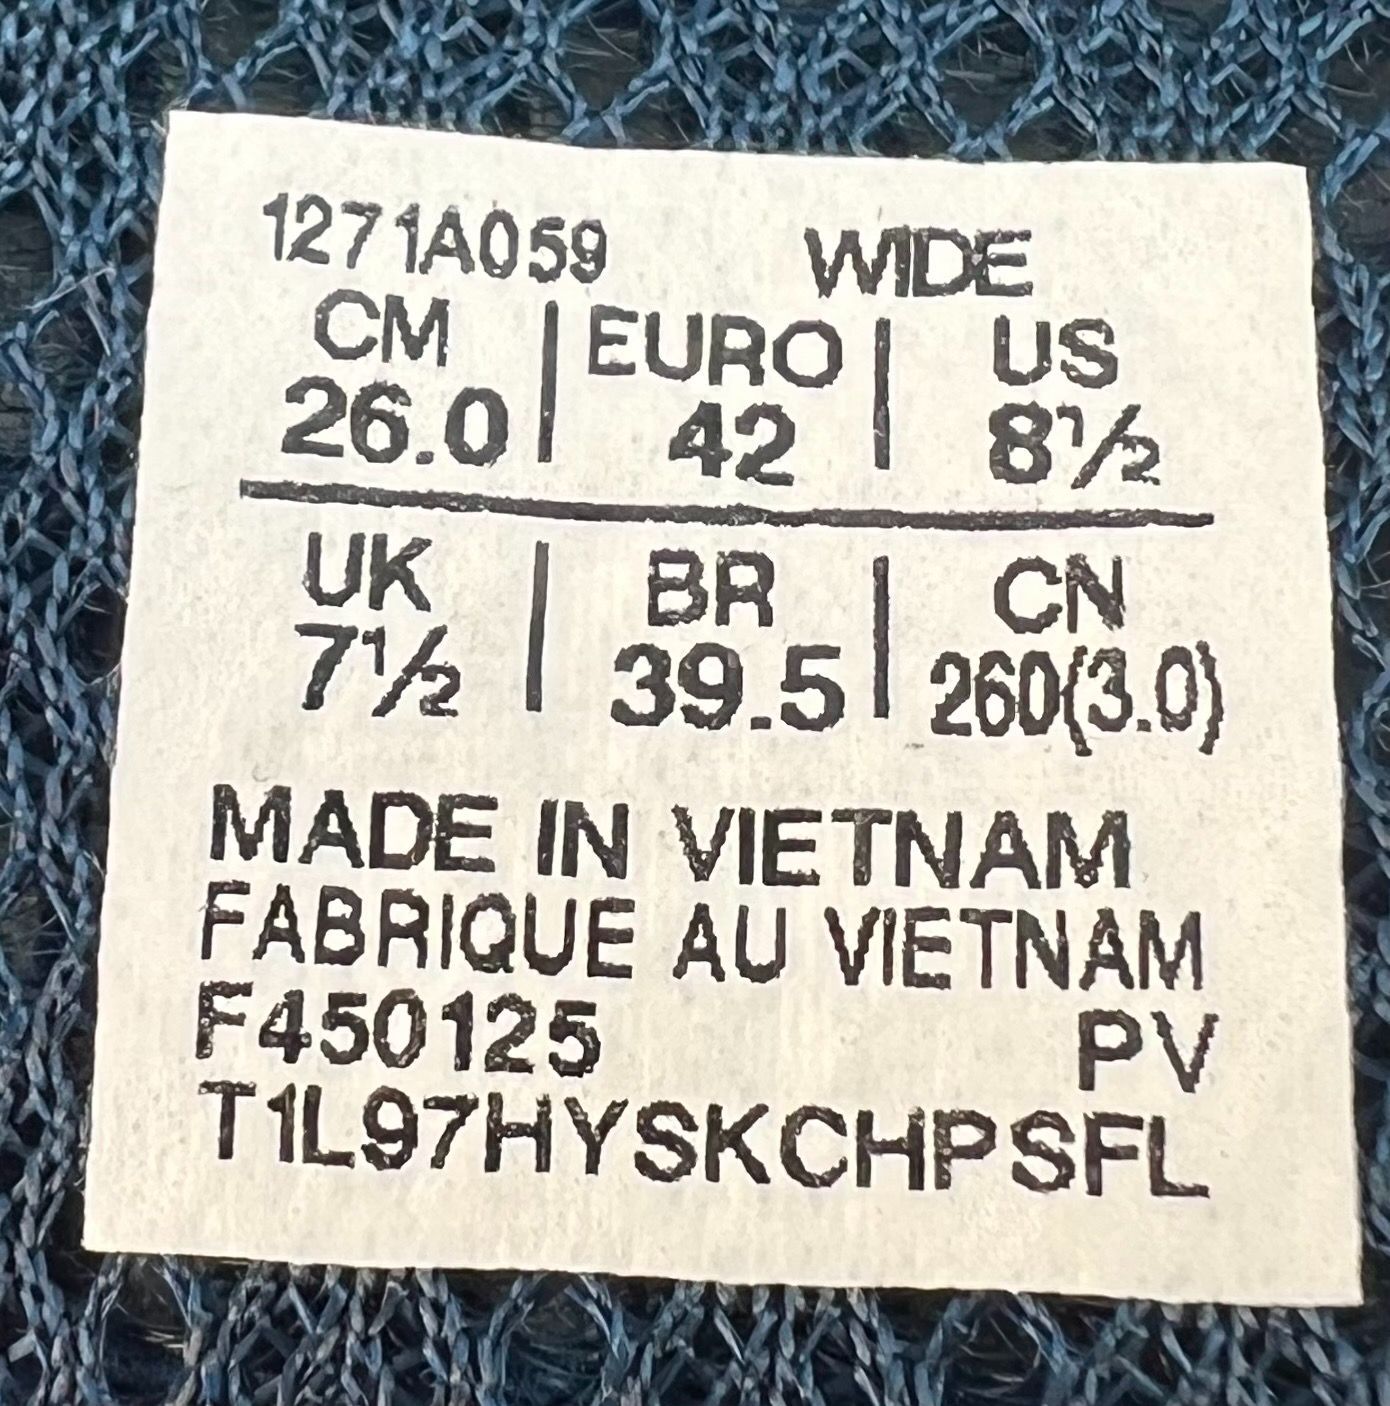 1271A059 WIDE
CM | EURO | US
26.0 | 42 | 8½
UK | BR | CN
7½ | 39.5 | 260(3.0)
MADE IN VIETNAM
FABRIQUE AU VIETNAM
F450125 PV
T1L97HYSKCHPSFL